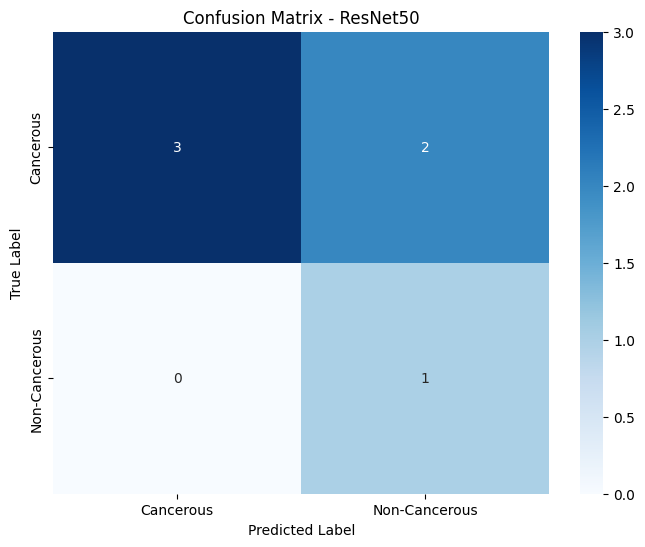 Confusion Matrix - ResNet50
True Label
Cancerous
Non-Cancerous
3
2
0
1
Cancerous
Non-Cancerous
Predicted Label
3.0
2.5
2.0
1.5
1.0
0.5
0.0